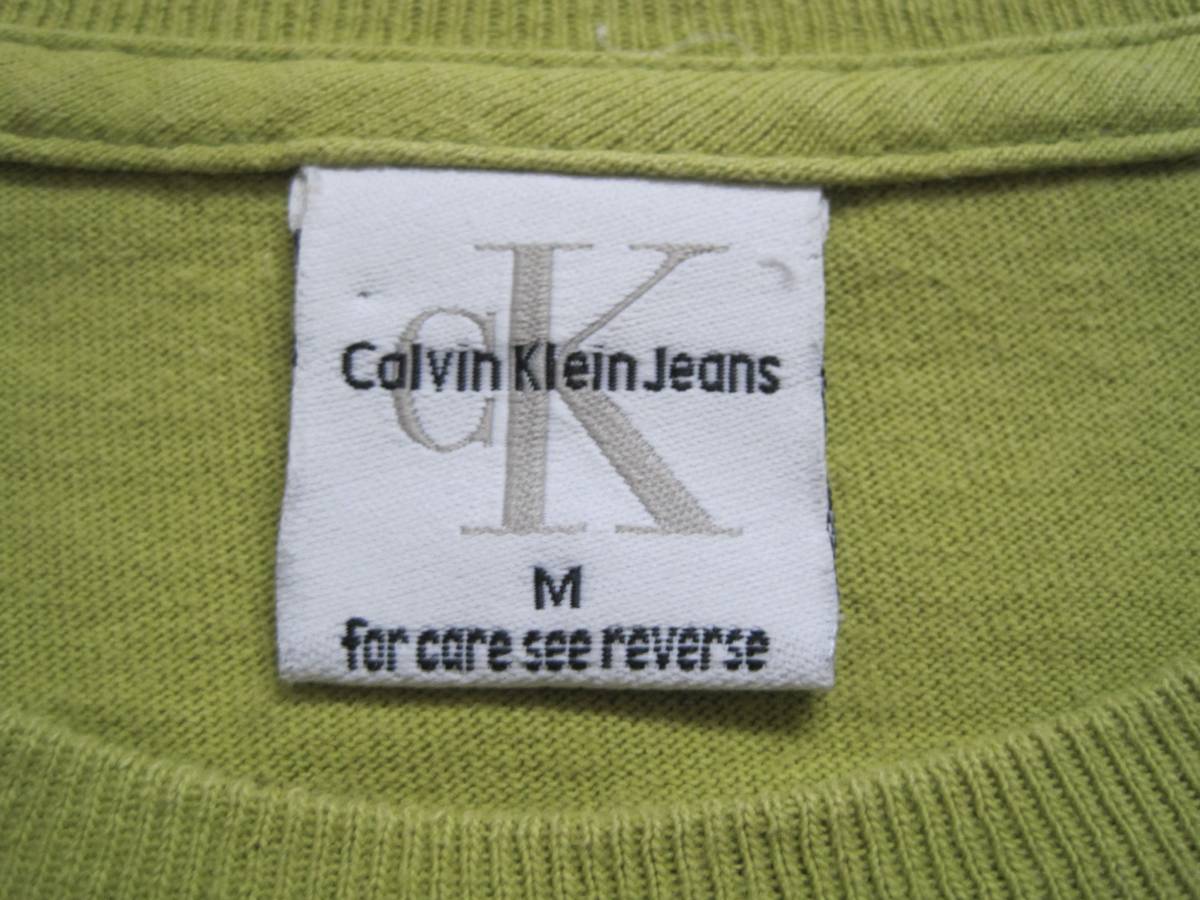 cK
Calvin Klein Jeans
M
for care see reverse